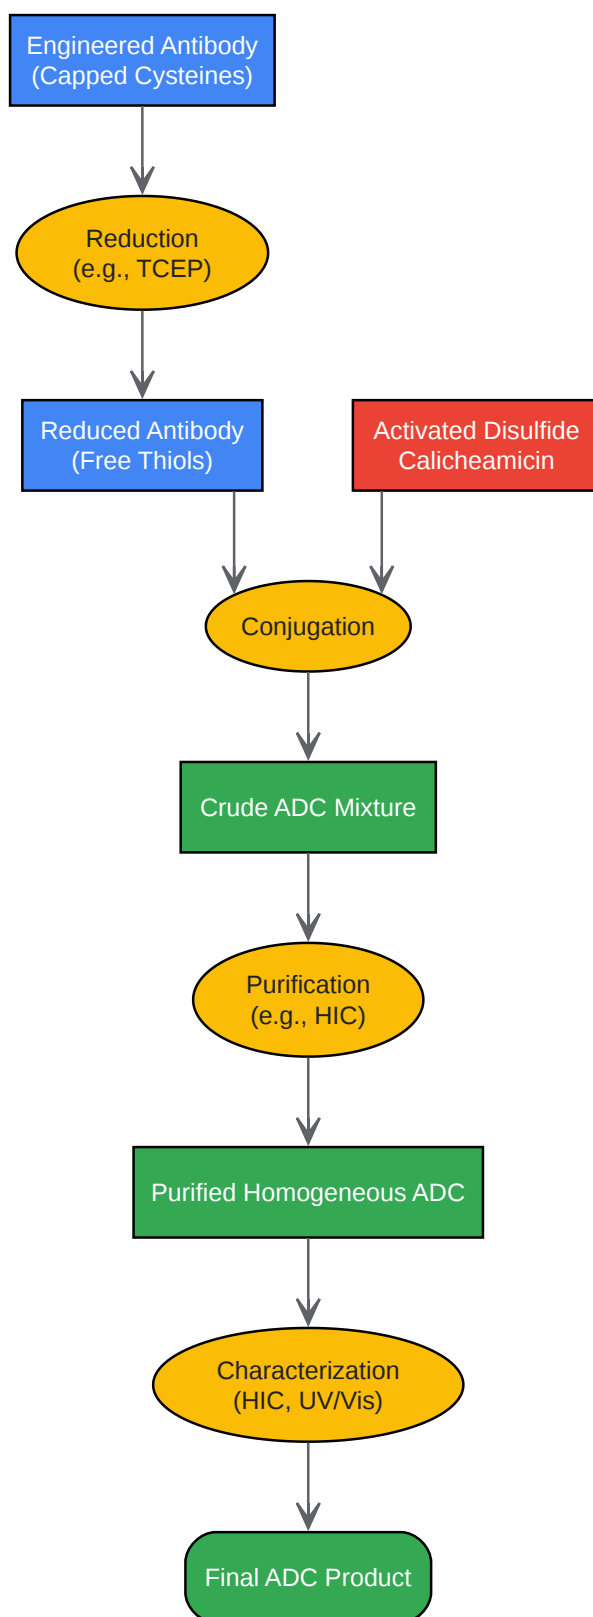 Engineered Antibody
(Capped Cysteines)
Reduction
(e.g., TCEP)
Reduced Antibody
(Free Thiols)
Activated Disulfide
Calicheamicin
Conjugation
Crude ADC Mixture
Purification
(e.g., HIC)
Purified Homogeneous ADC
Characterization
(HIC, UV/Vis)
Final ADC Product